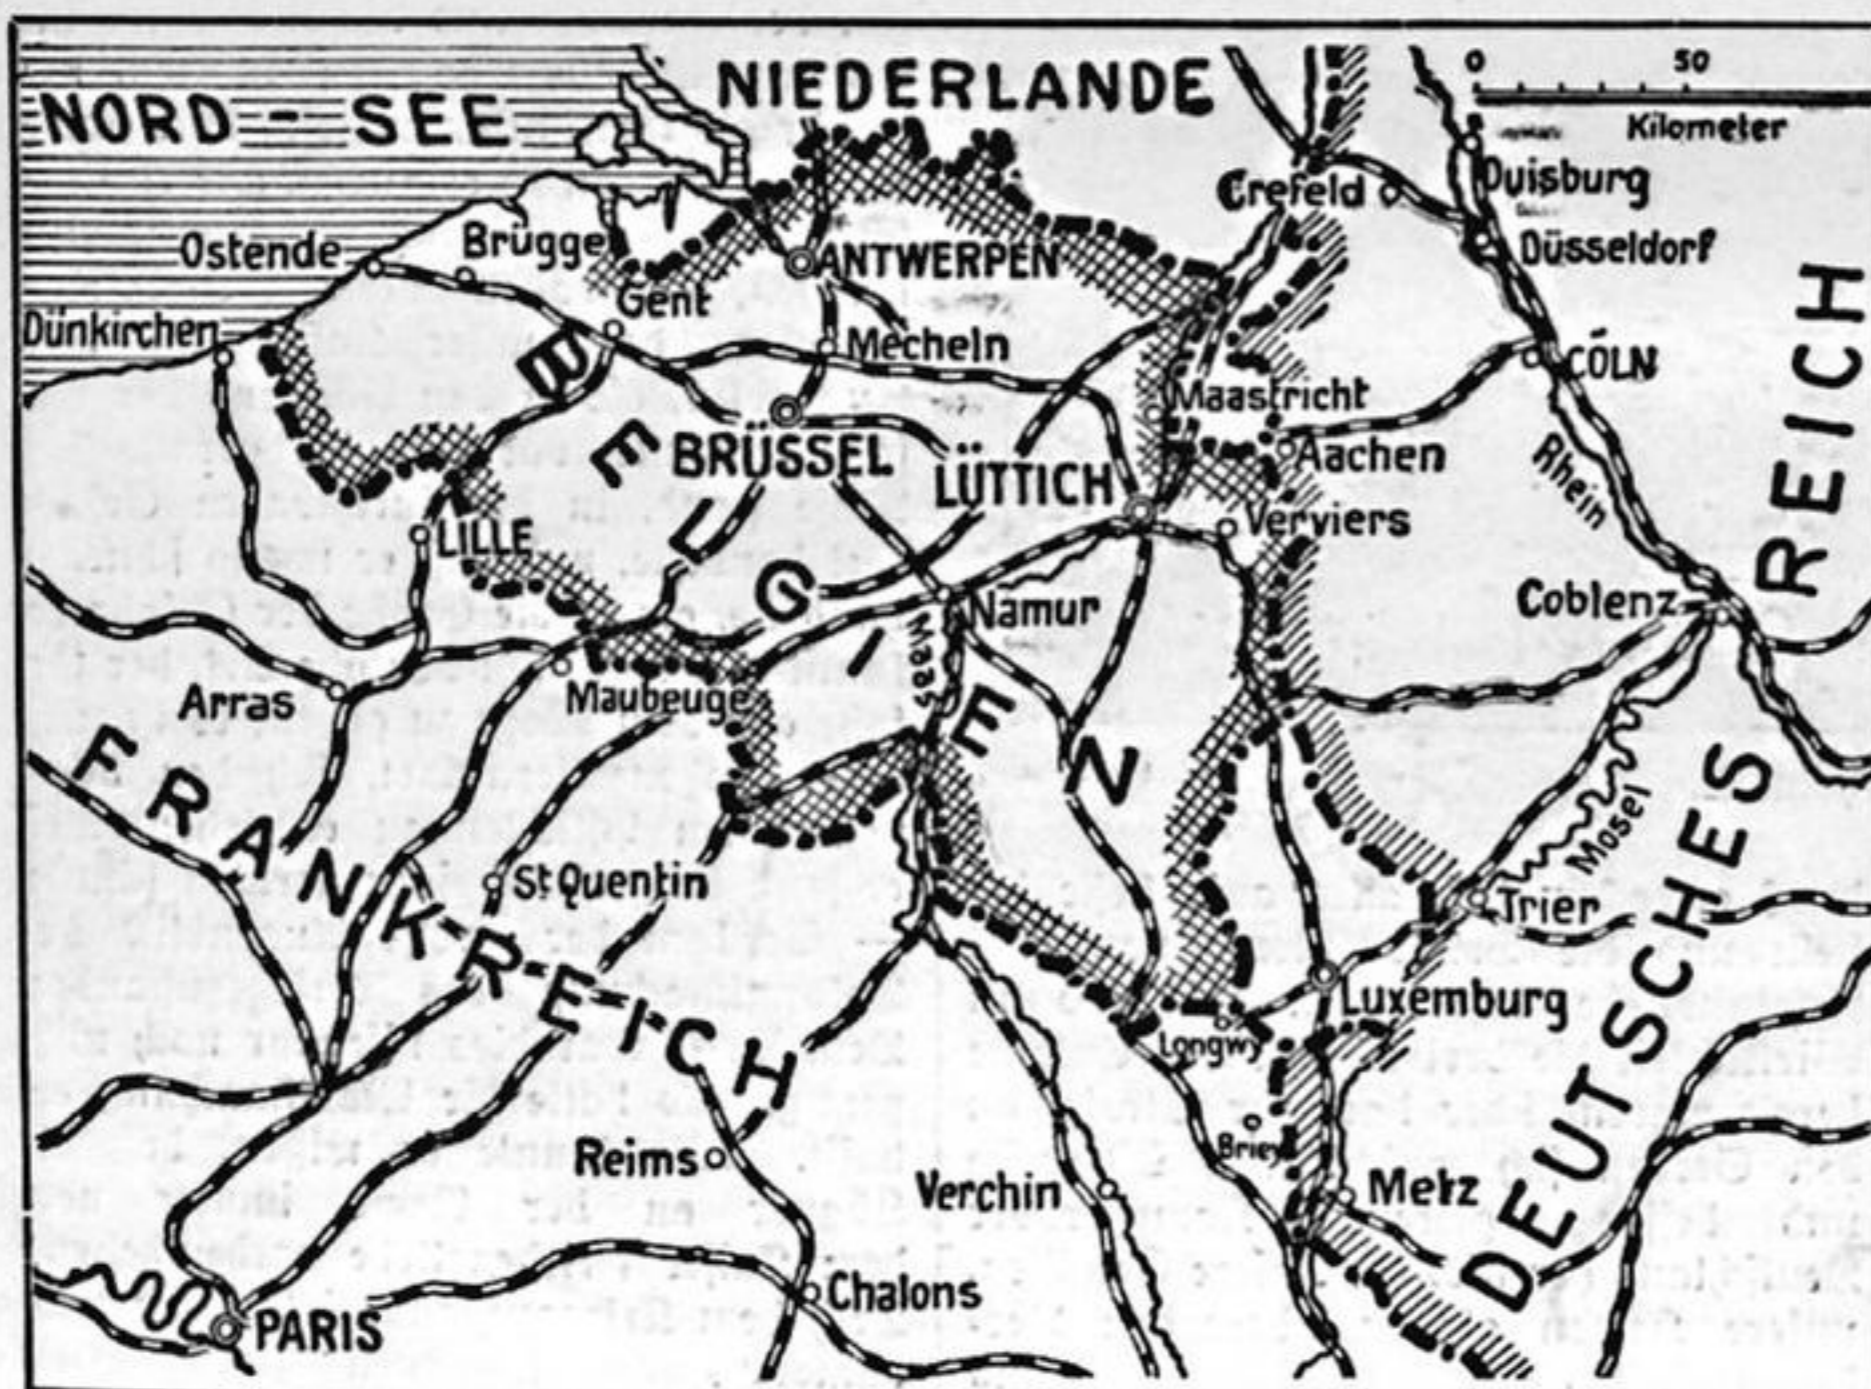 NORD-SEE
NIEDERLANDE
0 50
Kilometer
Duisburg
Crefeld
Düsseldorf
Ostende
Brügge
ANTWERPEN
Gent
Dünkirchen
Mecheln
CÖLN
Maastricht
BRÜSSEL
LÜTTICH
Aachen
Rhein
LILLE
Verviers
BELGIEN
Namur
Maas
Coblenz
Arras
Maubeuge
Mosel
St Quentin
Trier
FRANK-REICH
Luxemburg
Longwy
DEUTSCHES REICH
Reims
Briey
Verchin
Metz
Chalons
PARIS